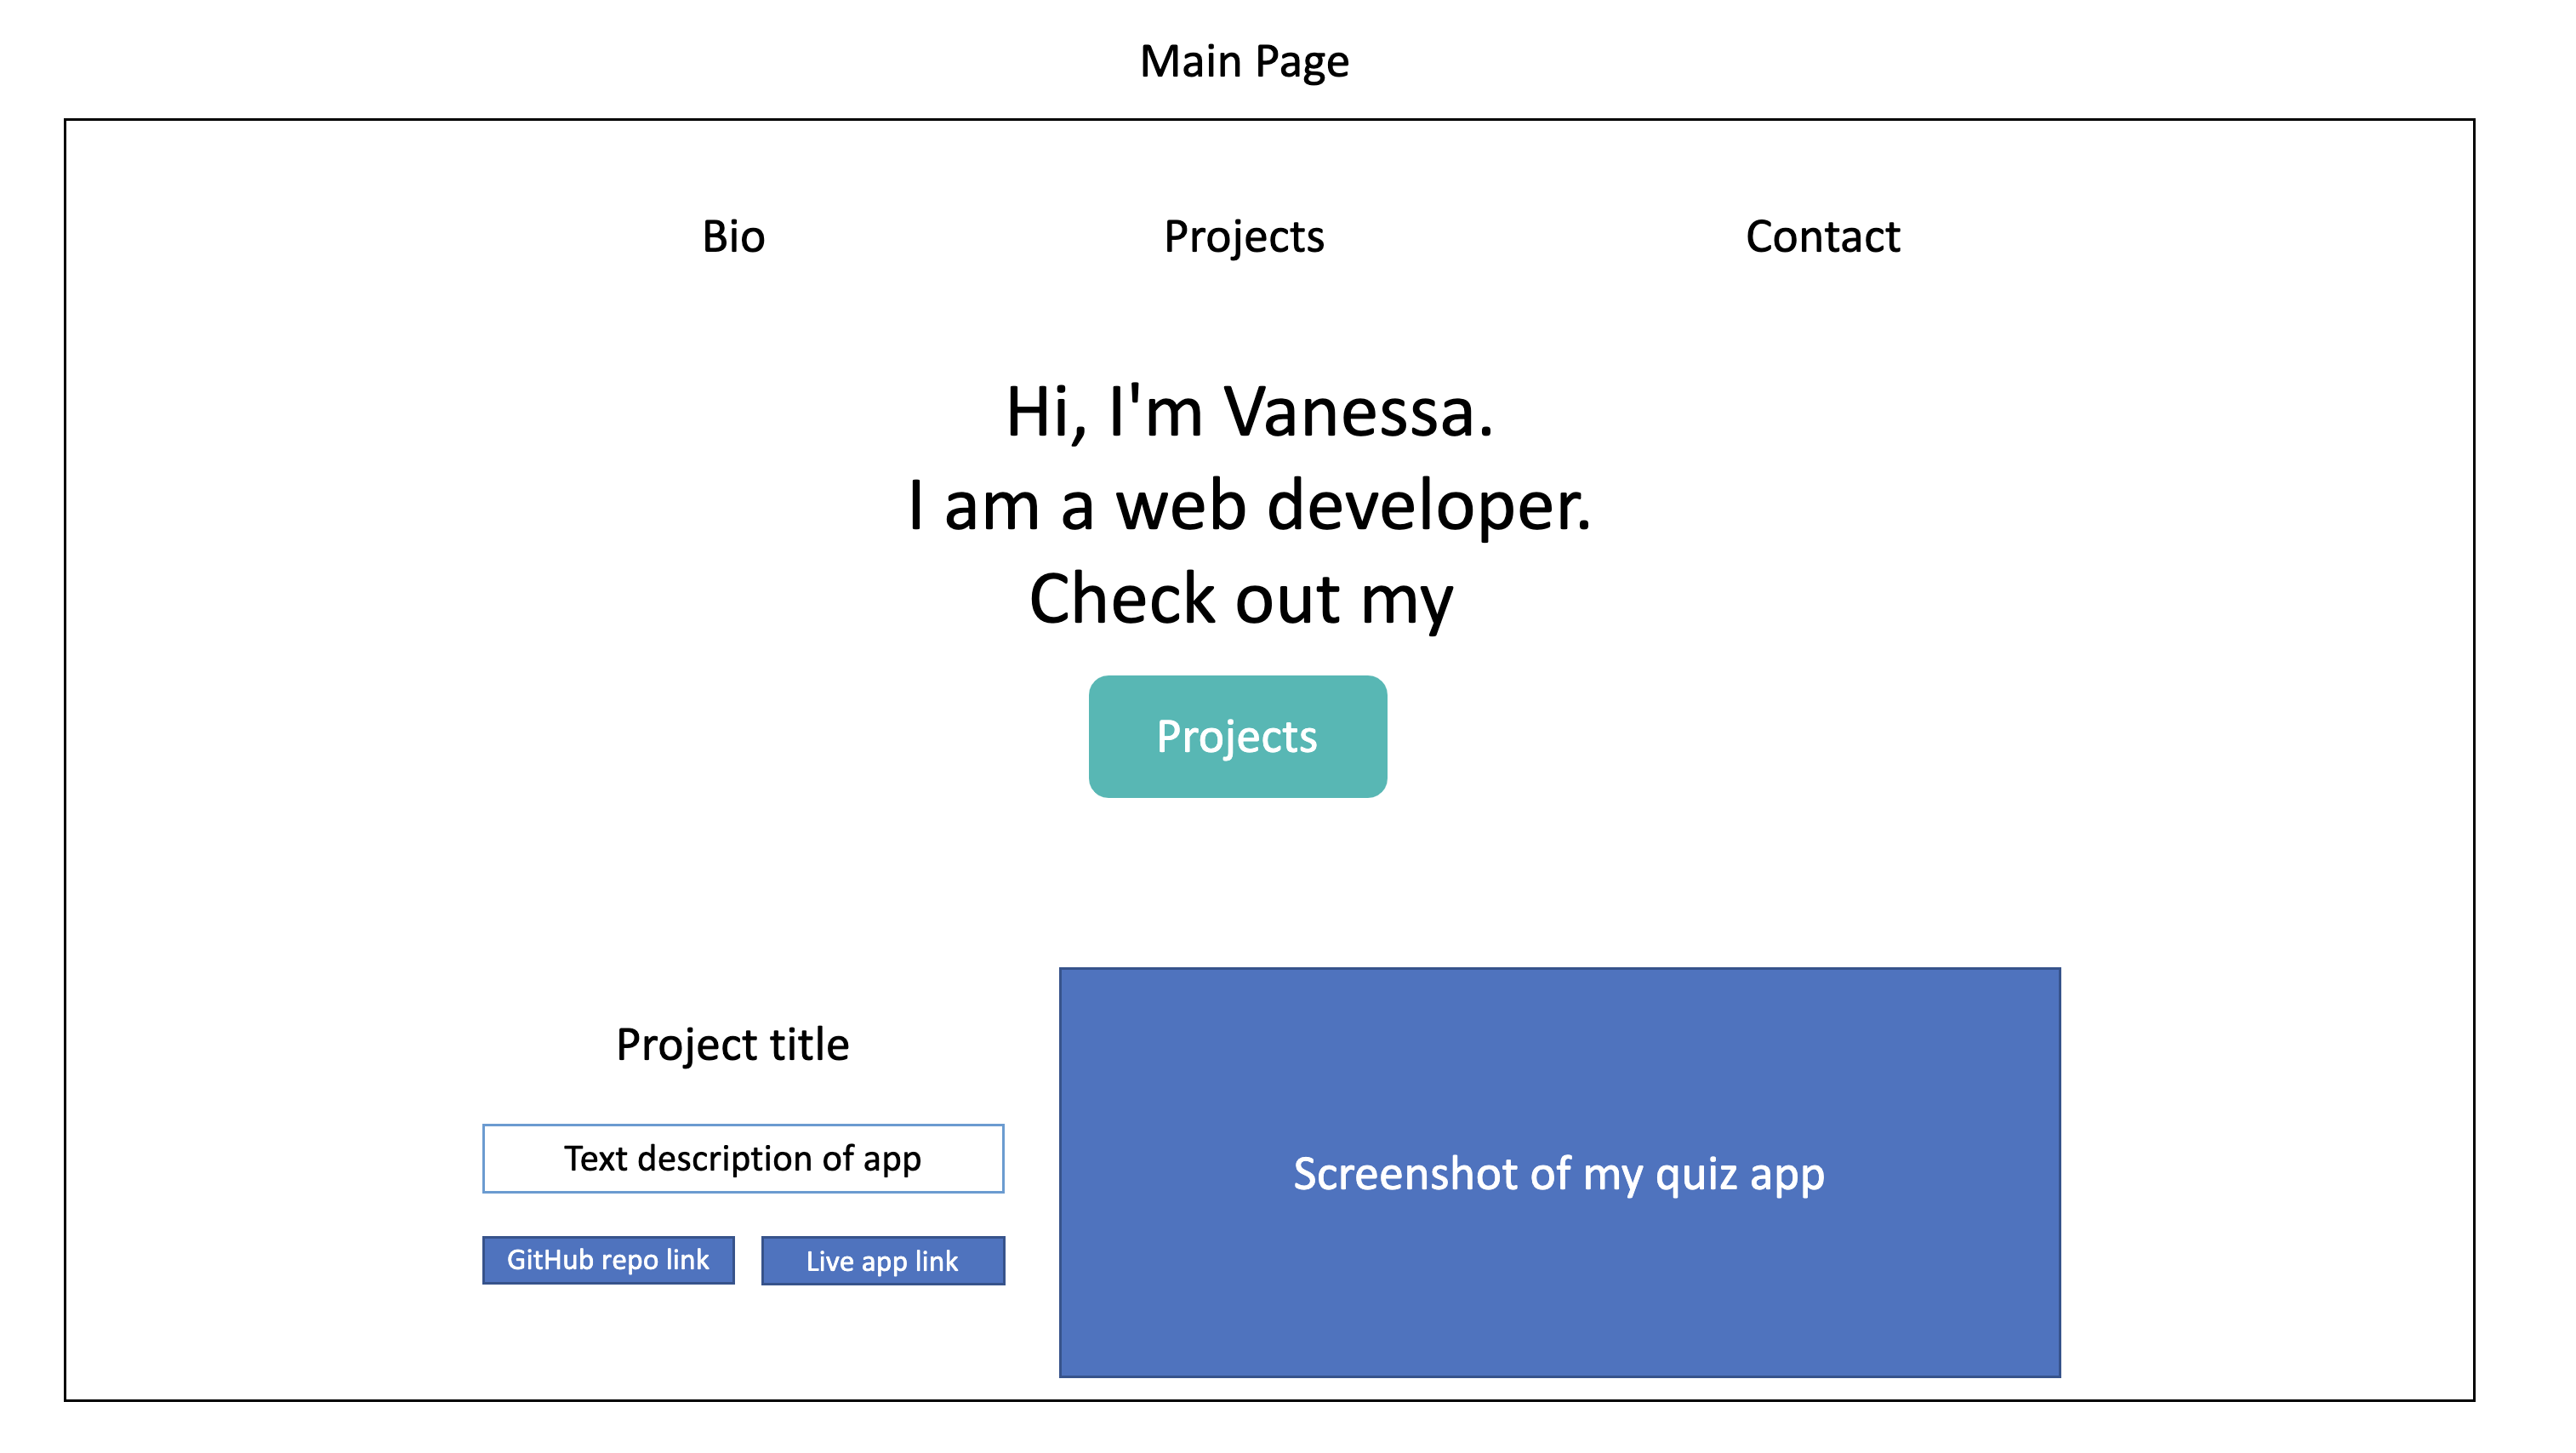 Main Page
Bio Projects Contact
Hi, I'm Vanessa.
I am a web developer.
Check out my
Projects
Project title
Text description of app
GitHub repo link Live app link
Screenshot of my quiz app